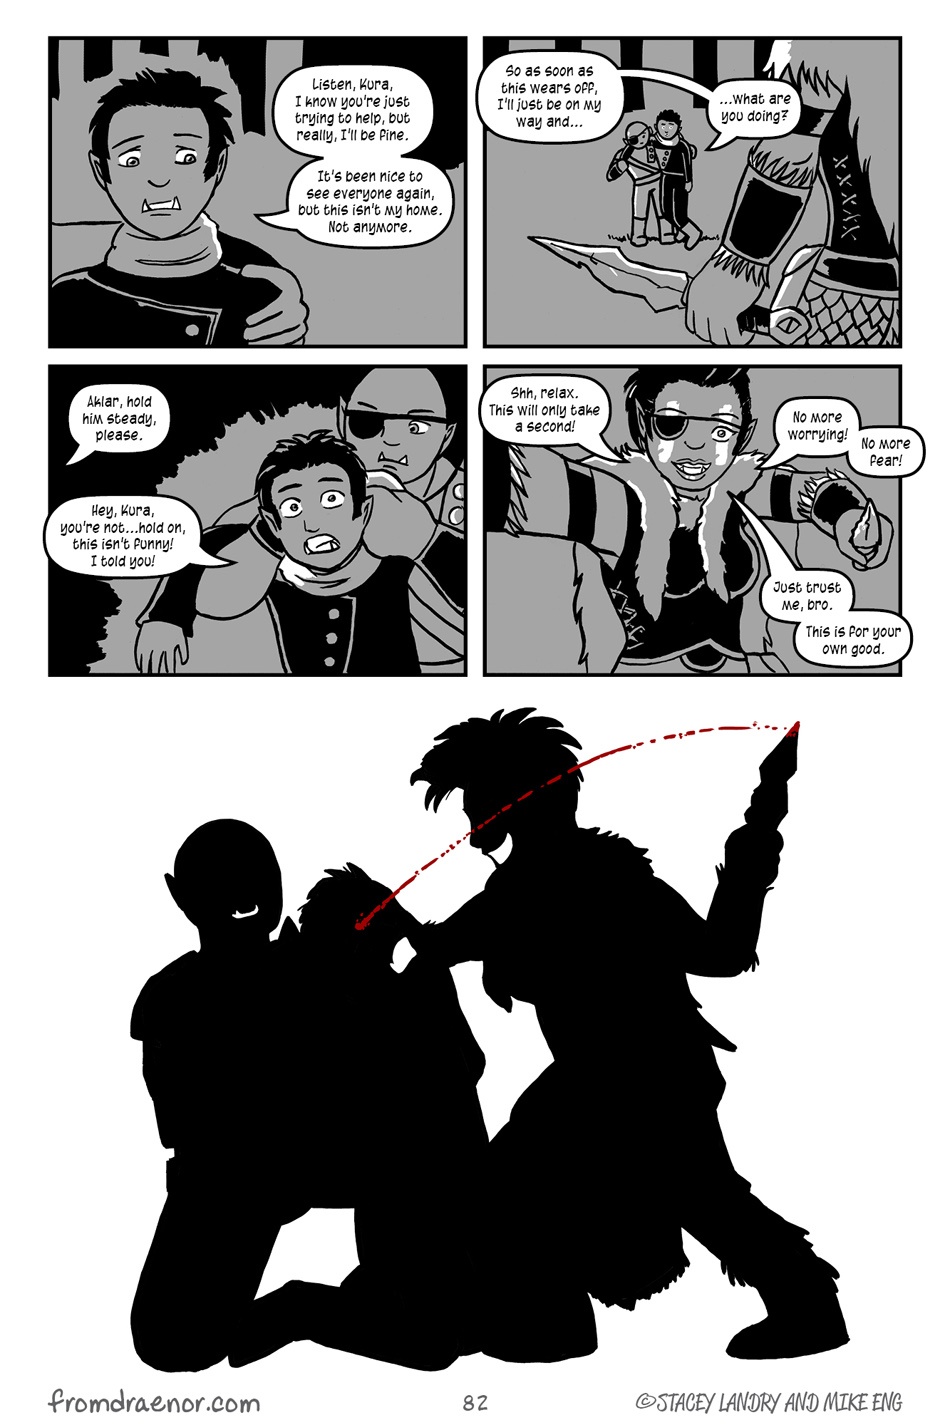 Listen, Kura,
I know you're just
trying to help, but
really, I'll be fine.
It's been nice to
see everyone again,
but this isn't my home.
Not anymore.
So as soon as
this wears off,
I'll just be on my
way and...
...what are
you doing?
Aklar, hold
him steady,
please.
Hey, Kura,
you're not...hold on,
this isn't funny!
I told you!
Shh, relax.
This will only take
a second!
No more
worrying!
No more
fear!
Just trust
me, bro.
This is for your
own good.
fromdraenor.com
82
©STACEY LANDRY AND MIKE ENG